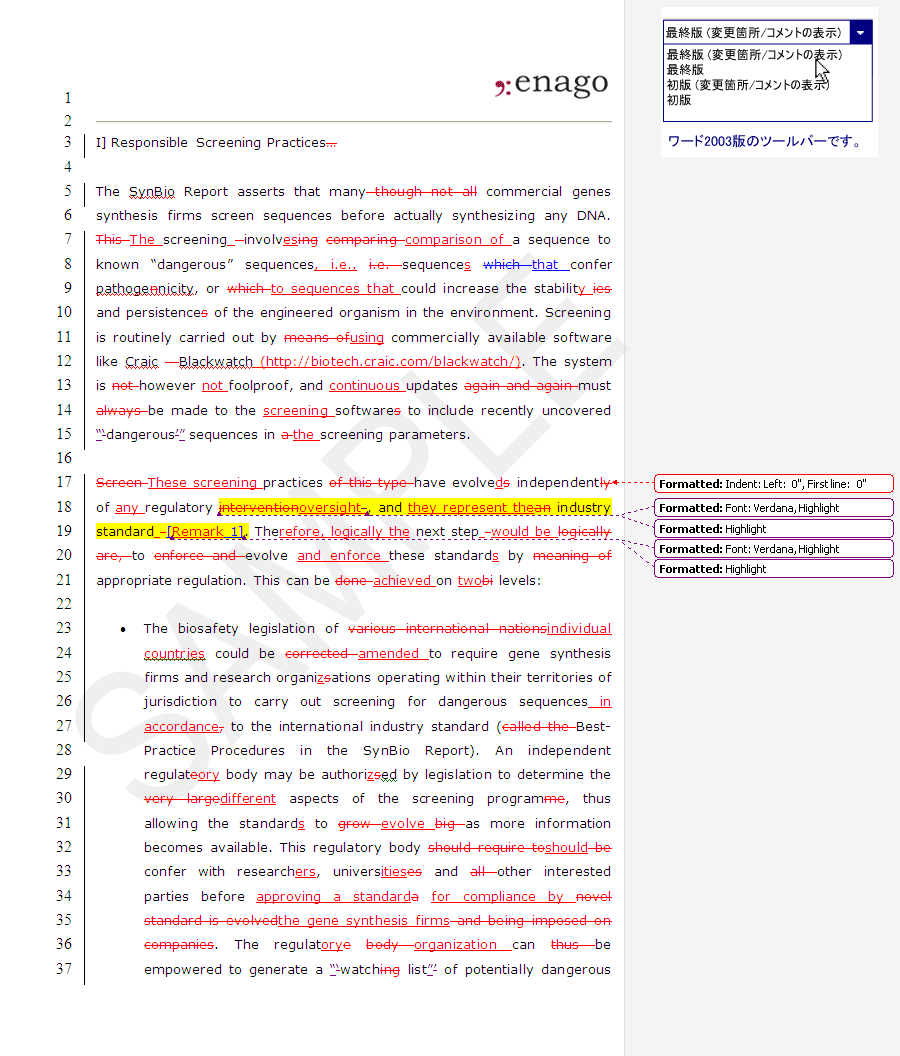 最終版 (変更箇所/コメントの表示)
最終版 (変更箇所/コメントの表示)
最終版
初版 (変更箇所/コメントの表示)
初版
ワード2003版のツールバーです。
enago
1
2
3 I] Responsible Screening Practices...
4
5 The SynBio Report asserts that many though not all commercial genes
6 synthesis firms screen sequences before actually synthesizing any DNA.
7 This The screening -involvesing comparing comparison of a sequence to
8 known “dangerous” sequences, i.e., i.e. sequences which that confer
9 pathogennicity, or which to sequences that could increase the stability ies
10 and persistences of the engineered organism in the environment. Screening
11 is routinely carried out by means ofusing commercially available software
12 like Craic —Blackwatch (http://biotech.craic.com/blackwatch/). The system
13 is not however not foolproof, and continuous updates again and again must
14 always be made to the screening softwares to include recently uncovered
15 “‘dangerous’” sequences in a the screening parameters.
16
17 Screen These screening practices of this type have evolveds independently
18 of any regulatory interventionoversight-, and they represent thean industry
19 standard -[Remark 1]. Therefore, logically the next step -would be logically
20 are, to enforce and evolve and enforce these standards by meaning of
21 appropriate regulation. This can be done achieved on twobi levels:
22
23 • The biosafety legislation of various international nationsindividual
24 countries could be corrected amended to require gene synthesis
25 firms and research organizsations operating within their territories of
26 jurisdiction to carry out screening for dangerous sequences in
27 accordance, to the international industry standard (called the Best-
28 Practice Procedures in the SynBio Report). An independent
29 regulateory body may be authorizsed by legislation to determine the
30 very largedifferent aspects of the screening programme, thus
31 allowing the standards to grow evolve big as more information
32 becomes available. This regulatory body should require toshould be
33 confer with researchers, universitieses and all other interested
34 parties before approving a standarda for compliance by novel
35 standard is evolvedthe gene synthesis firms and being imposed on
36 companies. The regulatorye body organization can thus be
37 empowered to generate a “‘watching list”’ of potentially dangerous
Formatted: Indent: Left: 0", First line: 0"
Formatted: Font: Verdana, Highlight
Formatted: Highlight
Formatted: Font: Verdana, Highlight
Formatted: Highlight
SAMPLE